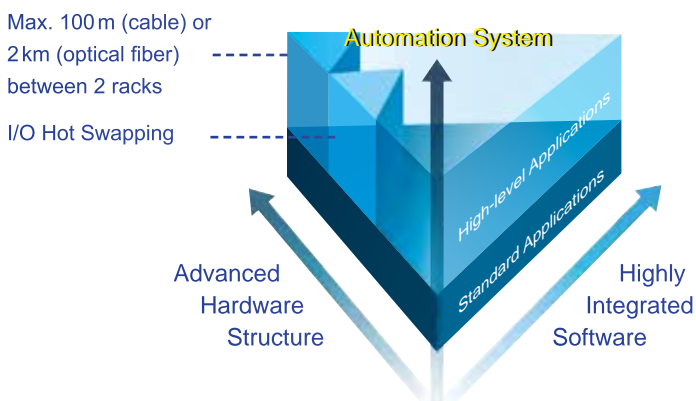 Max. 100 m (cable) or
2 km (optical fiber)
between 2 racks
I/O Hot Swapping
Automation System
High-level Applications
Standard Applications
Advanced
Hardware
Structure
Highly
Integrated
Software